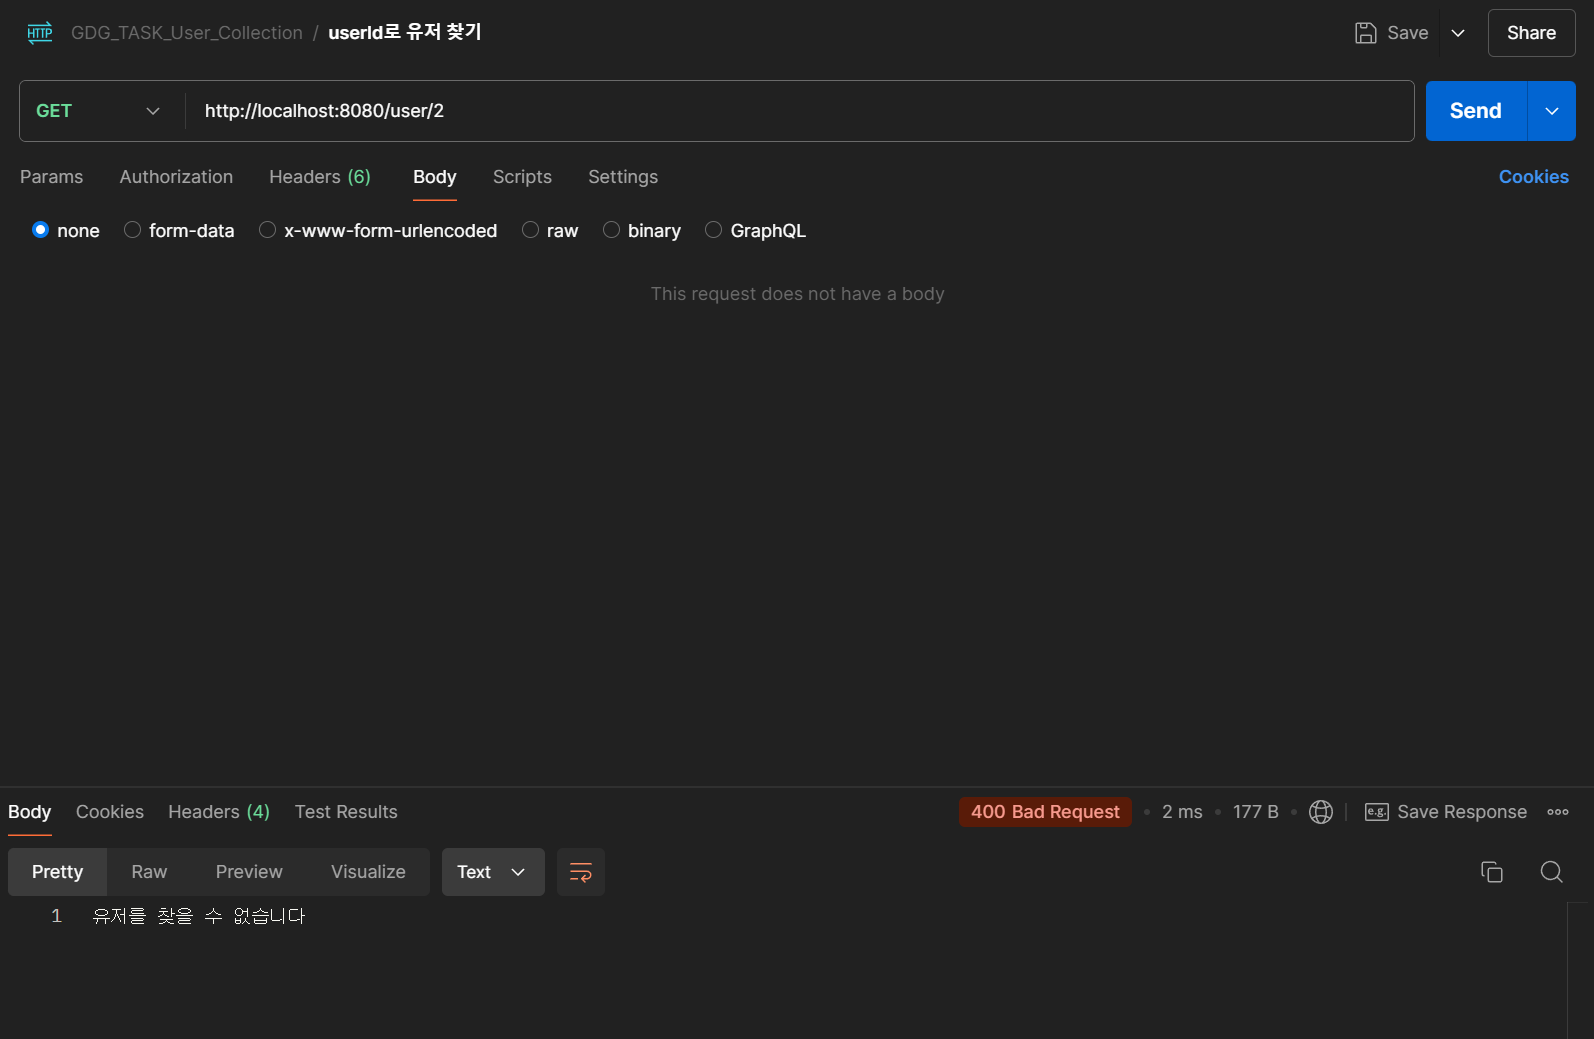 HTTP GDG_TASK_User_Collection / userId로 유저 찾기 Save Share
GET http://localhost:8080/user/2 Send
Params Authorization Headers (6) Body Scripts Settings Cookies
none form-data x-www-form-urlencoded raw binary GraphQL
This request does not have a body
Body Cookies Headers (4) Test Results 400 Bad Request • 2 ms • 177 B • e.g. Save Response
Pretty Raw Preview Visualize Text
1 유저를 찾을 수 없습니다